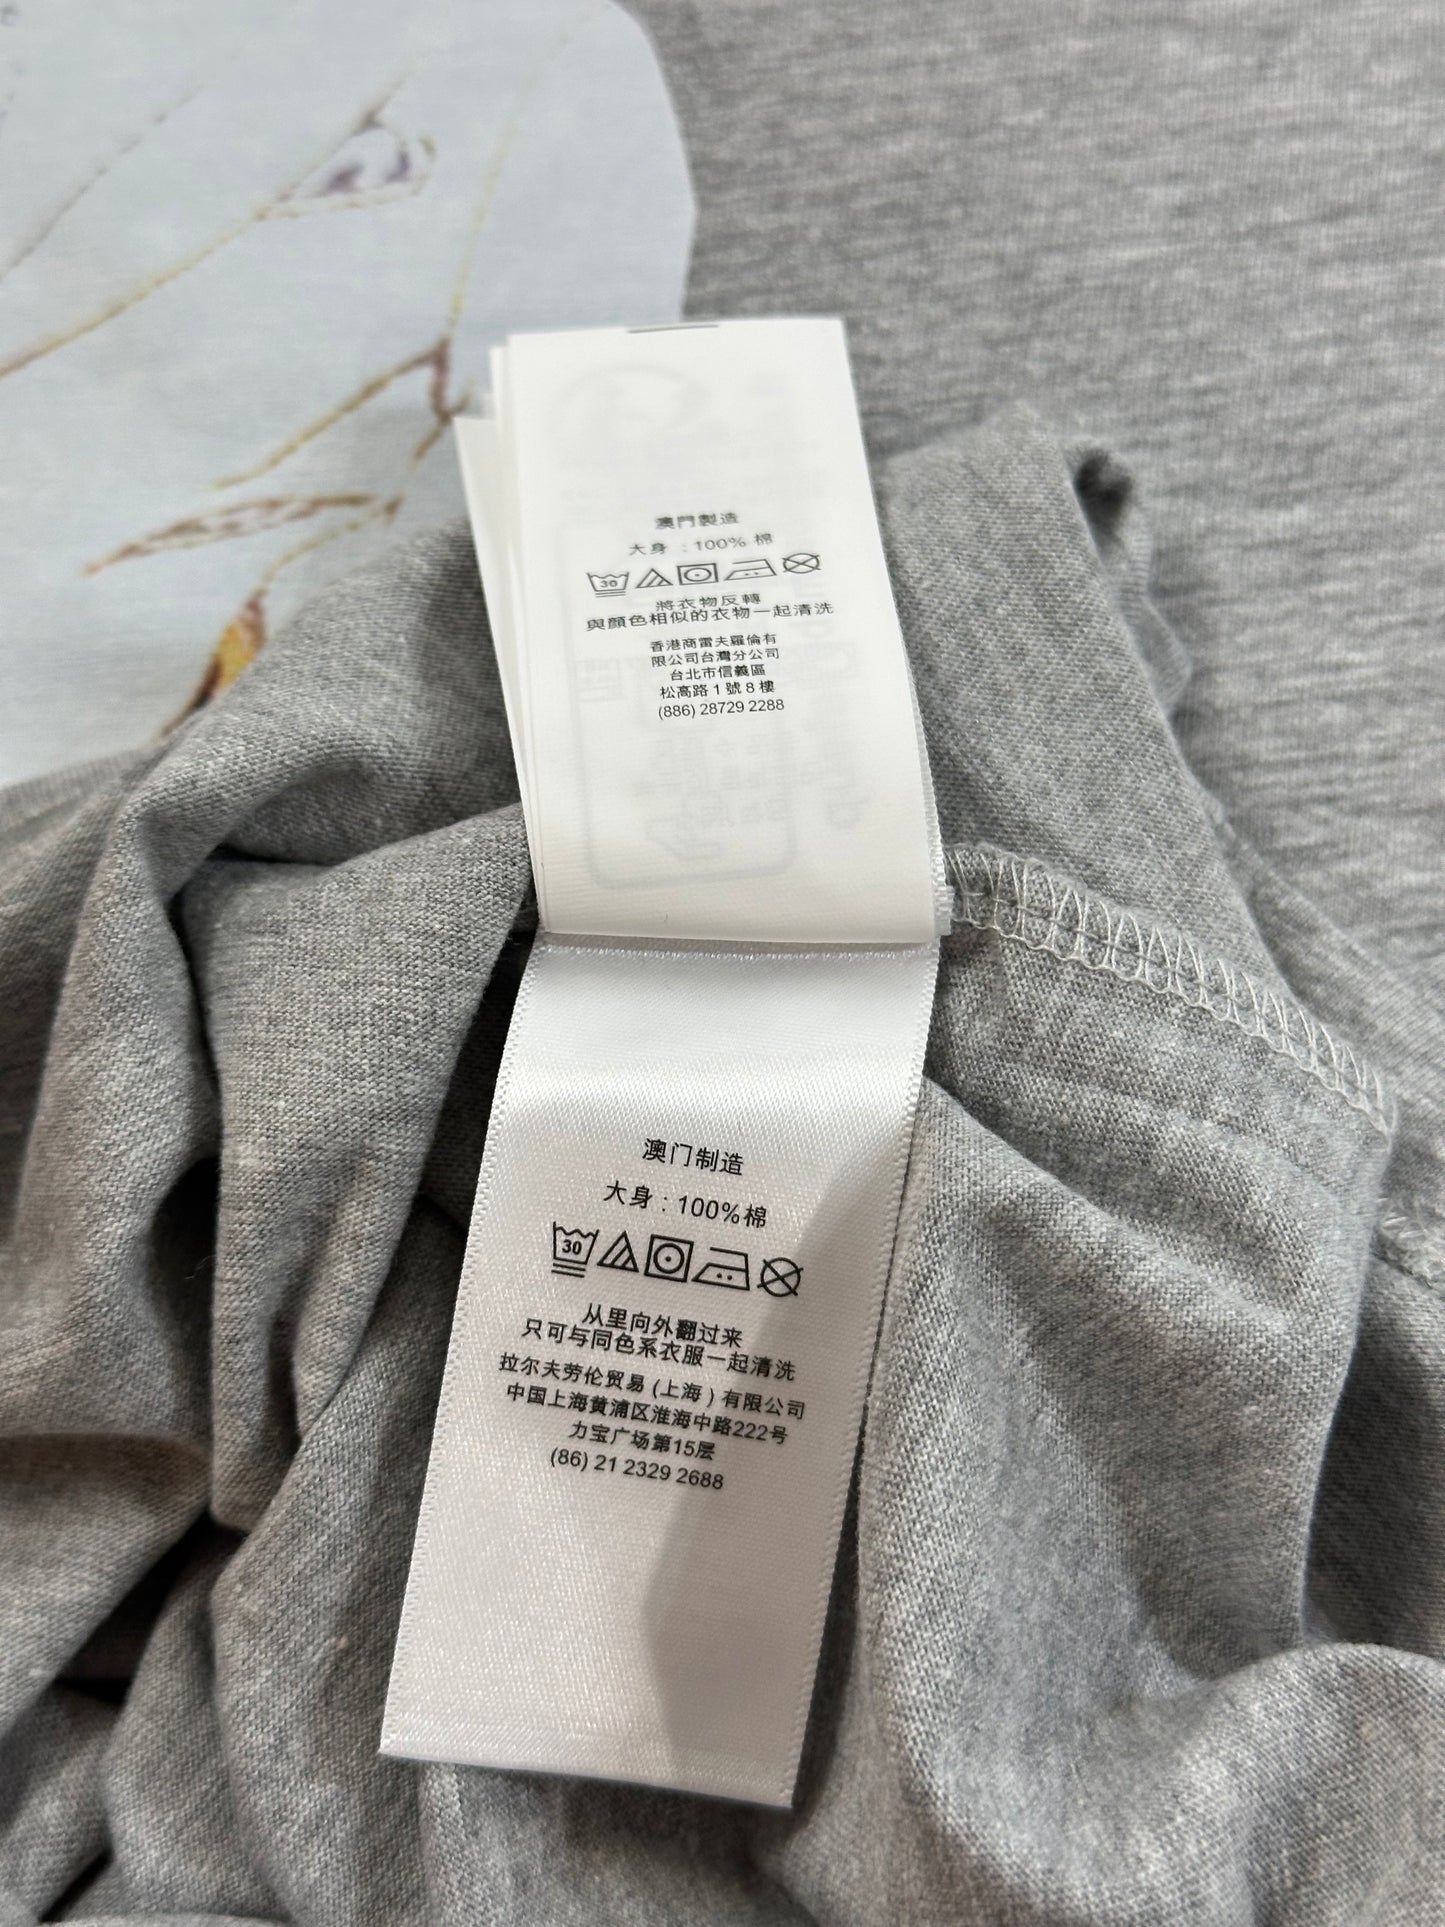 澳門製造
大身 : 100% 棉
30
將衣物反轉
與顏色相似的衣物一起清洗
香港商雷夫羅倫有
限公司台灣分公司
台北市信義區
松高路 1 號 8 樓
(886) 28729 2288
澳门制造
大身 : 100%棉
30
从里向外翻过来
只可与同色系衣服一起清洗
拉尔夫劳伦贸易 (上海) 有限公司
中国上海黄浦区淮海中路222号
力宝广场第15层
(86) 21 2329 2688